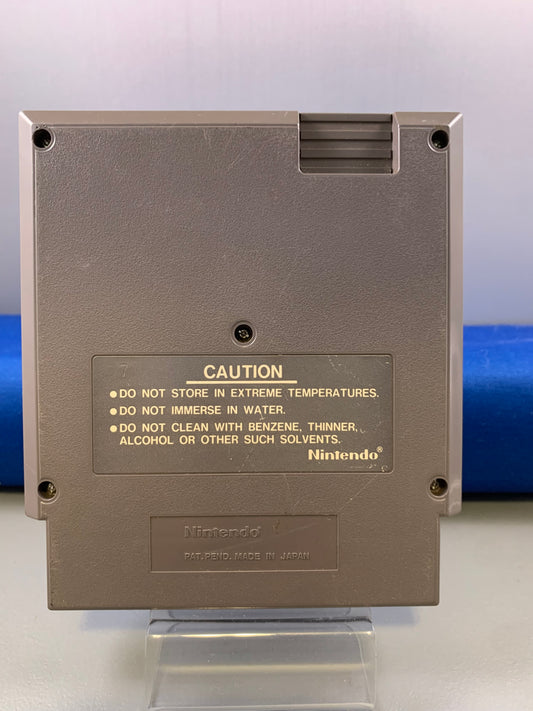 CAUTION
●DO NOT STORE IN EXTREME TEMPERATURES.
●DO NOT IMMERSE IN WATER.
●DO NOT CLEAN WITH BENZENE, THINNER,
ALCOHOL OR OTHER SUCH SOLVENTS.
Nintendo®
Nintendo
PAT. PEND. MADE IN JAPAN